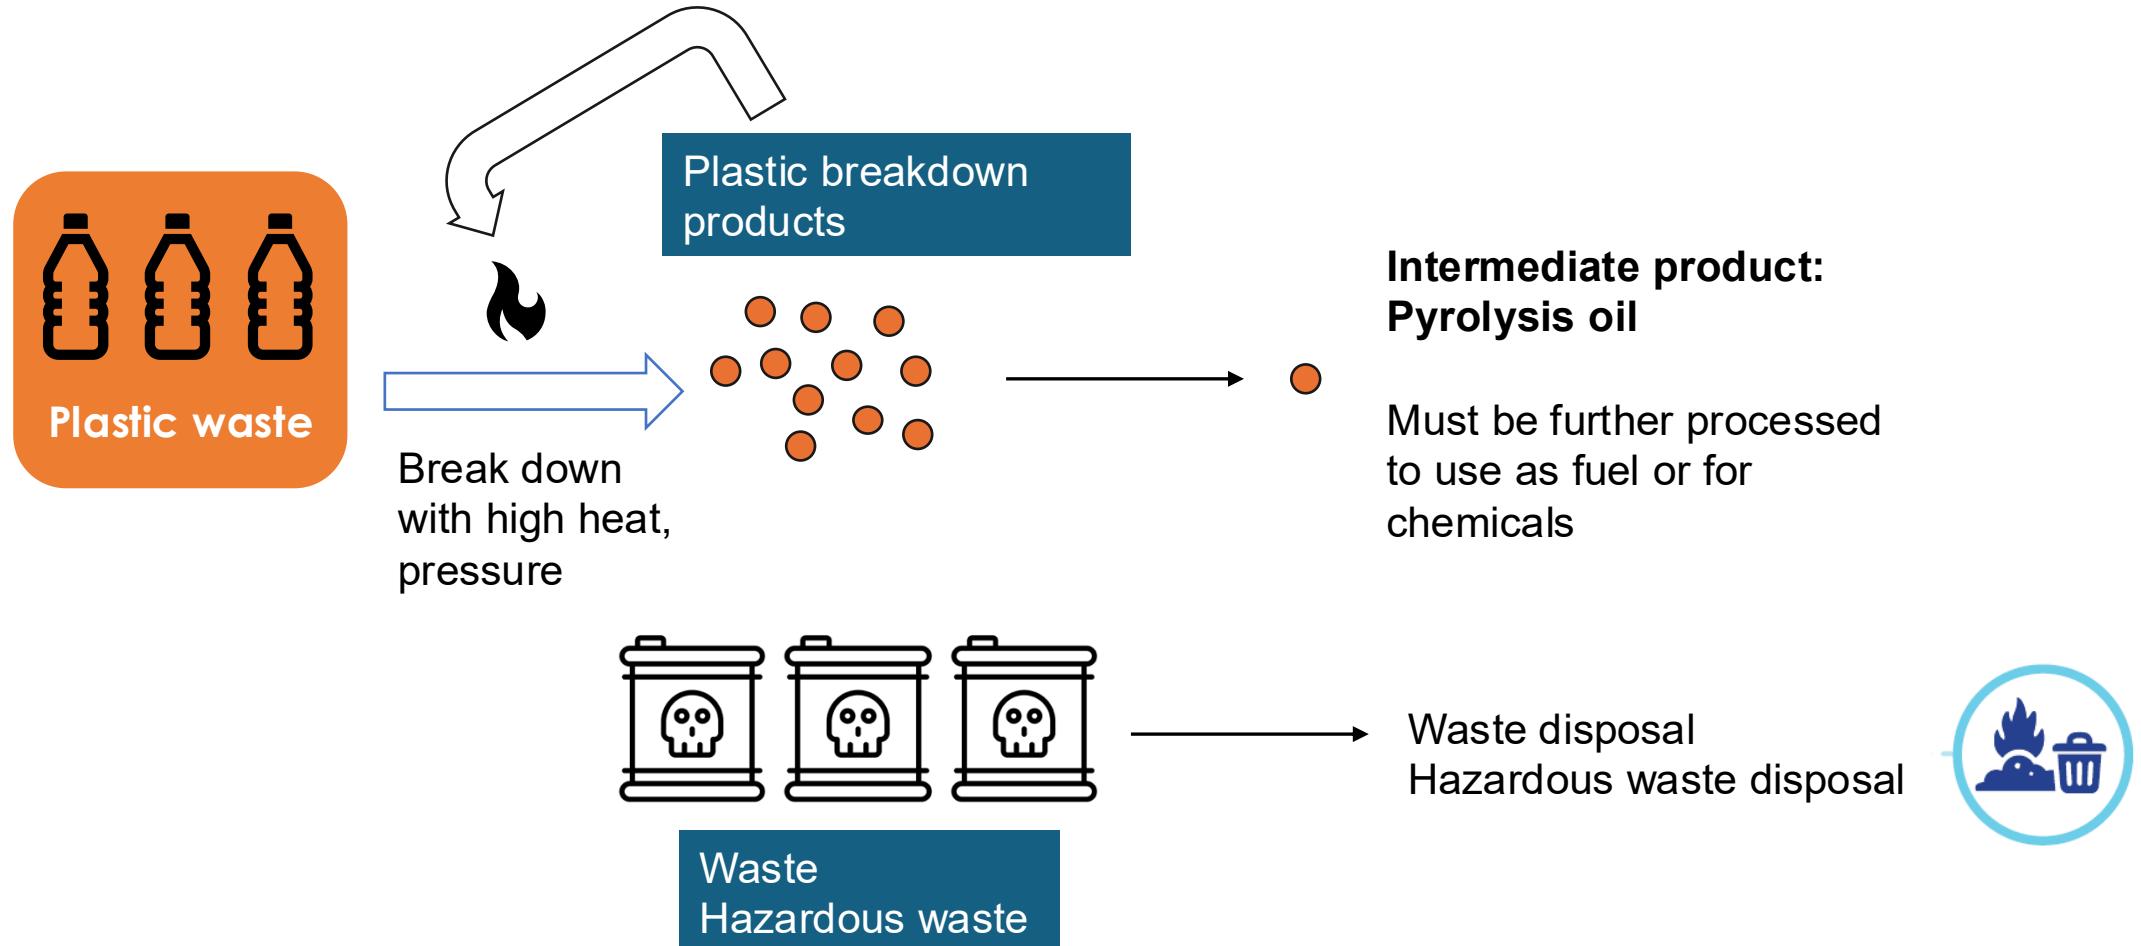 Plastic breakdown
products
Plastic waste
Break down
with high heat,
pressure
Intermediate product:
Pyrolysis oil
Must be further processed
to use as fuel or for
chemicals
Waste disposal
Hazardous waste disposal
Waste
Hazardous waste